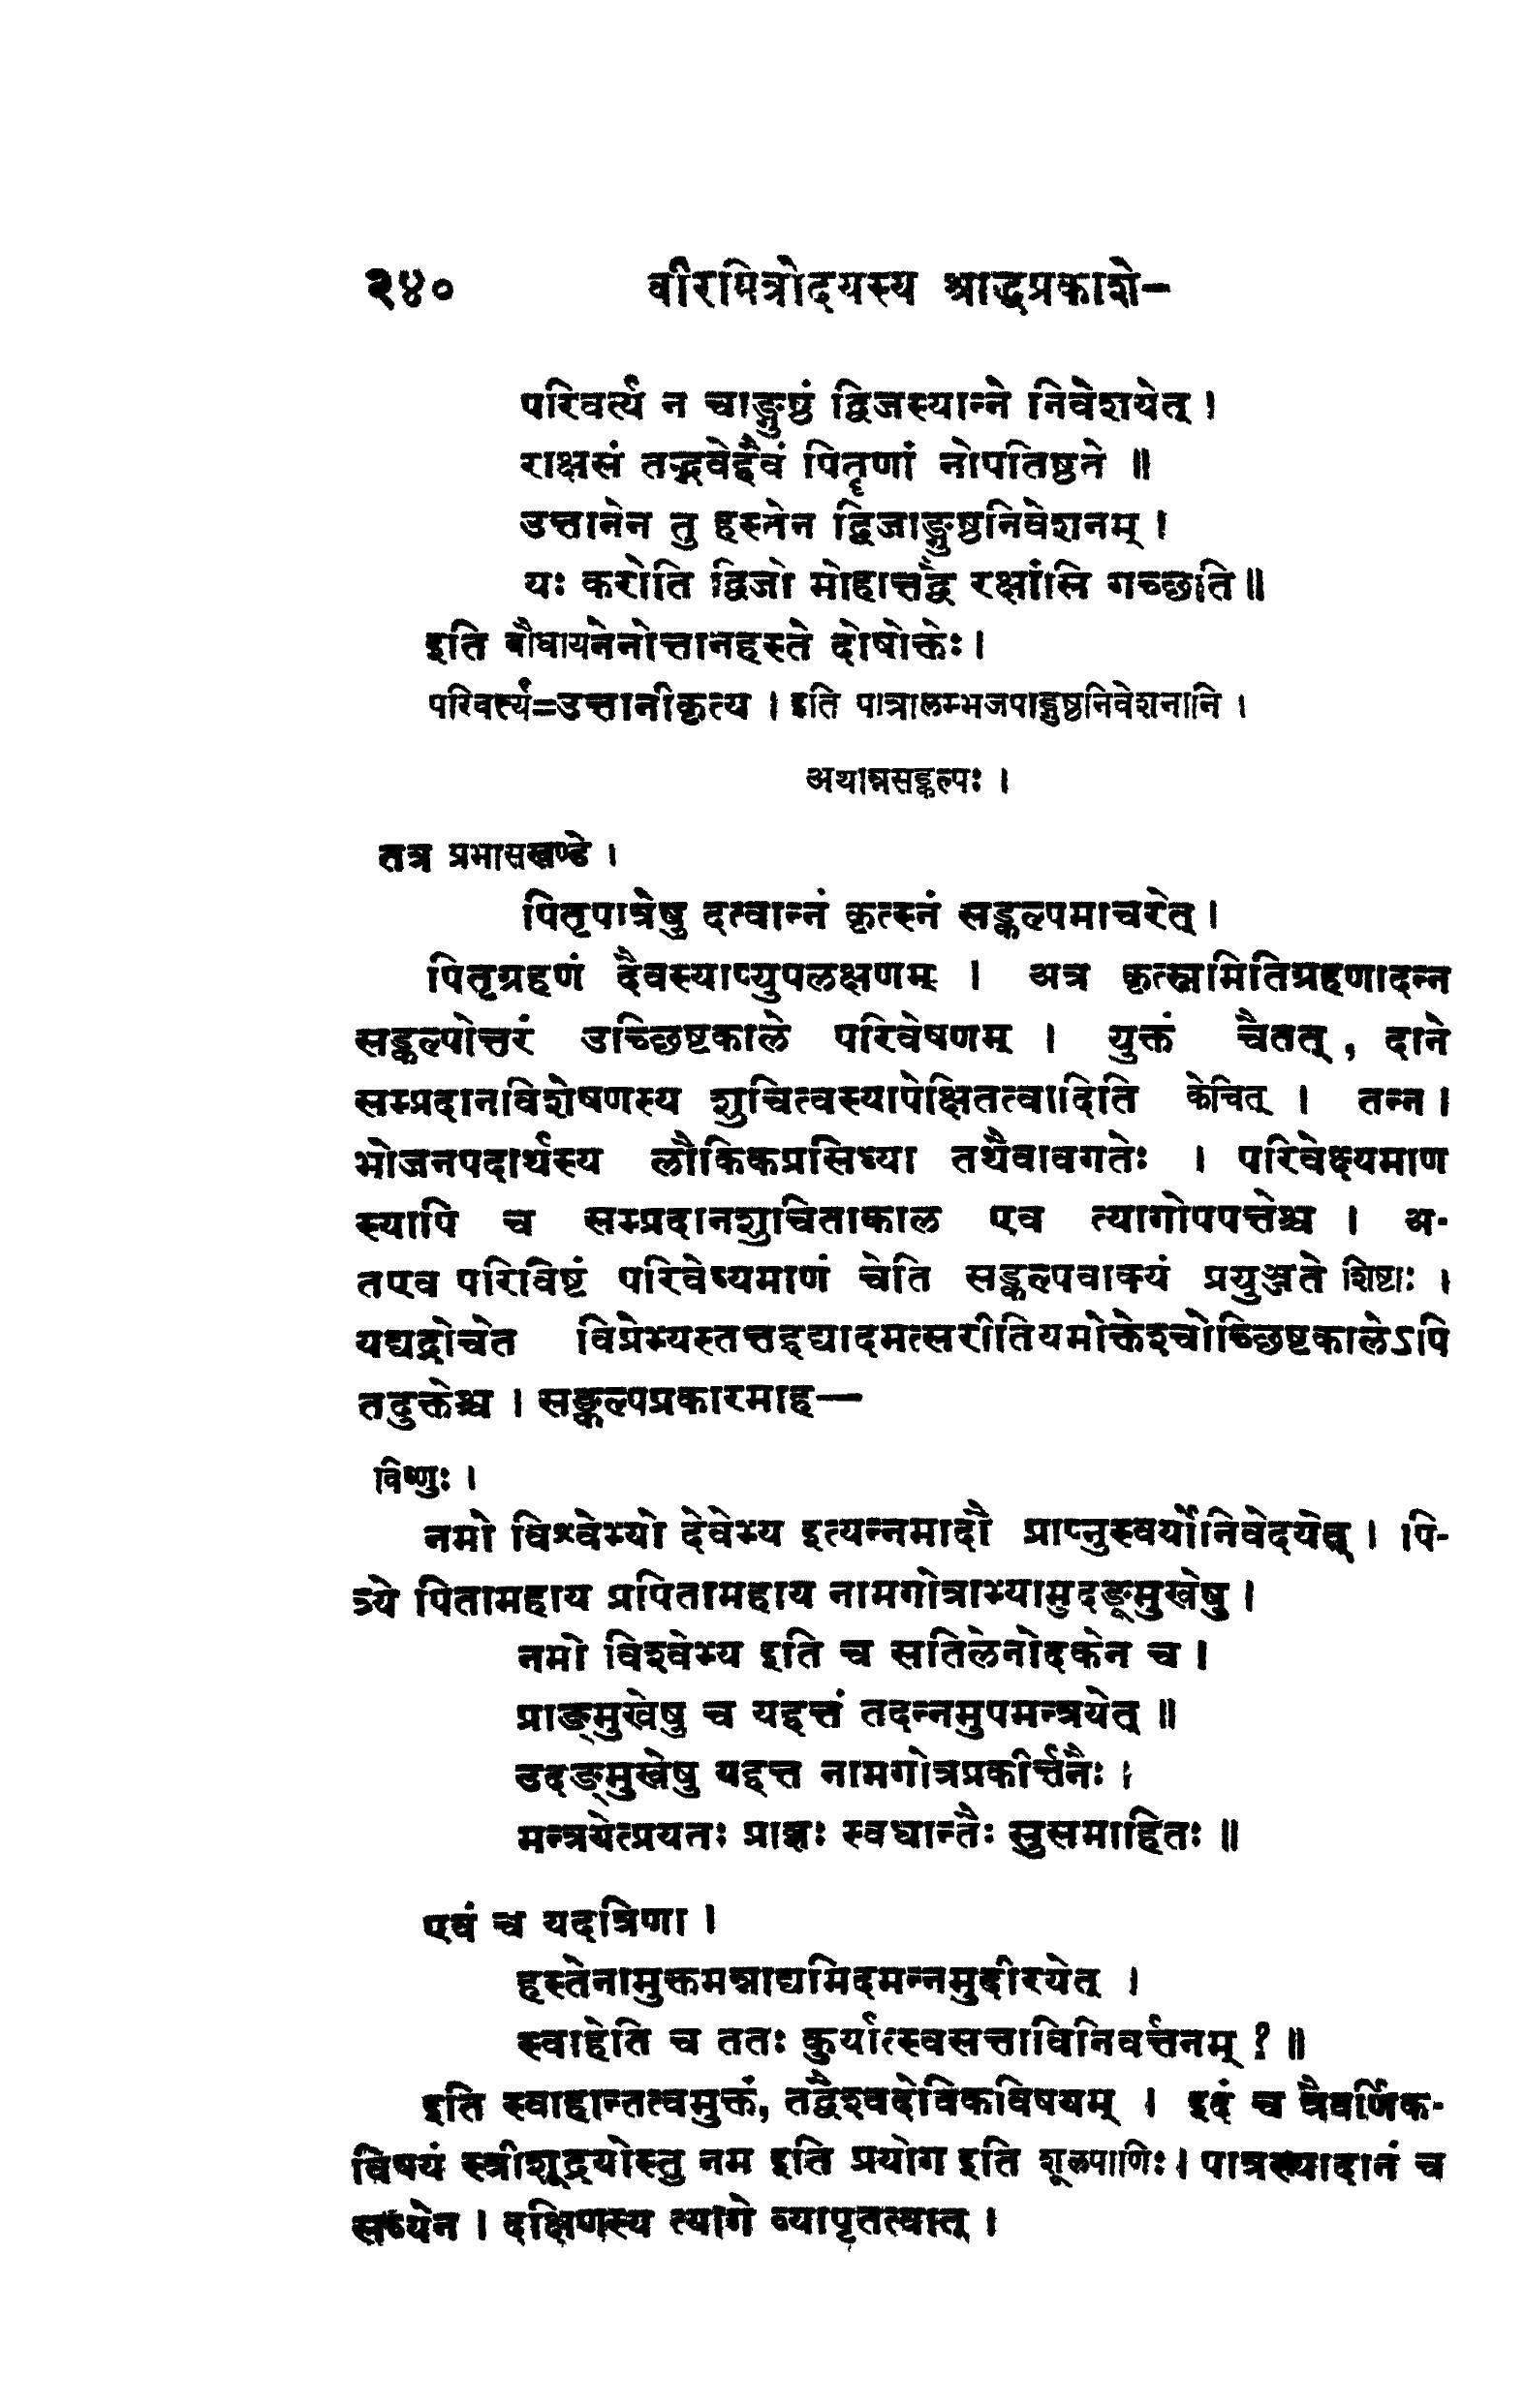 २४० वीरमित्रोदयस्य श्राद्धप्रकाशे-
परिवर्त्य न चाङ्गुष्ठं द्विजस्यान्ने निवेशयेत् ।
राक्षसं तद्भवेद्दैवं पितॄणां नोपतिष्ठते ॥
उत्तानेन तु हस्तेन द्विजाङ्गुष्ठनिवेशनम् ।
यः करोति द्विजो मोहात्तद्वै रक्षांसि गच्छति ॥
इति बौधायनेनोत्तानहस्ते दोषोक्तेः ।
परिवर्त्य=उत्तानीकृत्य । इति पात्रालम्भजपाङ्गुष्ठनिवेशनानि ।
अथान्नसङ्कल्पः ।
तत्र प्रभासखण्डे ।
पितृपात्रेषु दत्वान्नं कृत्स्नं सङ्कल्पमाचरेत् ।
पितृग्रहणं दैवस्याप्युपलक्षणम् । अत्र कृत्स्नमितिग्रहणादन्न
सङ्कल्पोत्तरं उच्छिष्टकाले परिवेषणम् । युक्तं चैतत्, दाने
सम्प्रदानविशेषणस्य शुचित्वस्यापेक्षितत्वादिति केचित् । तन्न ।
भोजनपदार्थस्य लौकिकप्रसिध्या तथैवावगतेः । परिवेक्ष्यमाण
स्यापि च सम्प्रदानशुचिताकाल एव त्यागोपपत्तेश्च । अ-
तएव परिविष्टं परिवेष्यमाणं चेति सङ्कल्पवाक्यं प्रयुञ्जते शिष्टाः ।
यद्यद्रोचेत विप्रेभ्यस्तत्तद्दद्यादमत्सरीतियमोक्तेश्चोच्छिष्टकालेऽपि
तदुक्तेश्च । सङ्कल्पप्रकारमाह—
विष्णुः ।
नमो विश्वेभ्यो देवेभ्य इत्यन्नमादौ प्राप्नुस्वर्योनिवेदयेत् । पि-
त्र्ये पितामहाय प्रपितामहाय नामगोत्राभ्यामुदङ्मुखेषु ।
नमो विश्वेभ्य इति च सतिलेनोदकेन च ।
प्राङ्मुखेषु च यद्दत्तं तदन्नमुपमन्त्रयेत् ॥
उदङ्मुखेषु यद्दत्त नामगोत्रप्रकीर्त्तनैः ।
मन्त्रयेत्प्रयतः प्राज्ञः स्वधान्तैः सुसमाहितः ॥
एवं च यदत्रिणा ।
हस्तेनामुक्तमन्नाद्यमिदमन्नमुदीरयेत् ।
स्वाहेति च ततः कुर्यात्स्वसत्ताविनिवर्त्तनम् ? ॥
इति स्वाहान्तत्वमुक्तं, तद्वैश्वदेविकविषयम् । इदं च त्रैवर्णिक-
विषयं स्त्रीशूद्रयोस्तु नम इति प्रयोग इति शूलपाणिः । पात्रस्यादानं च
सव्येन । दक्षिणस्य त्यागे व्यापृतत्वात् ।